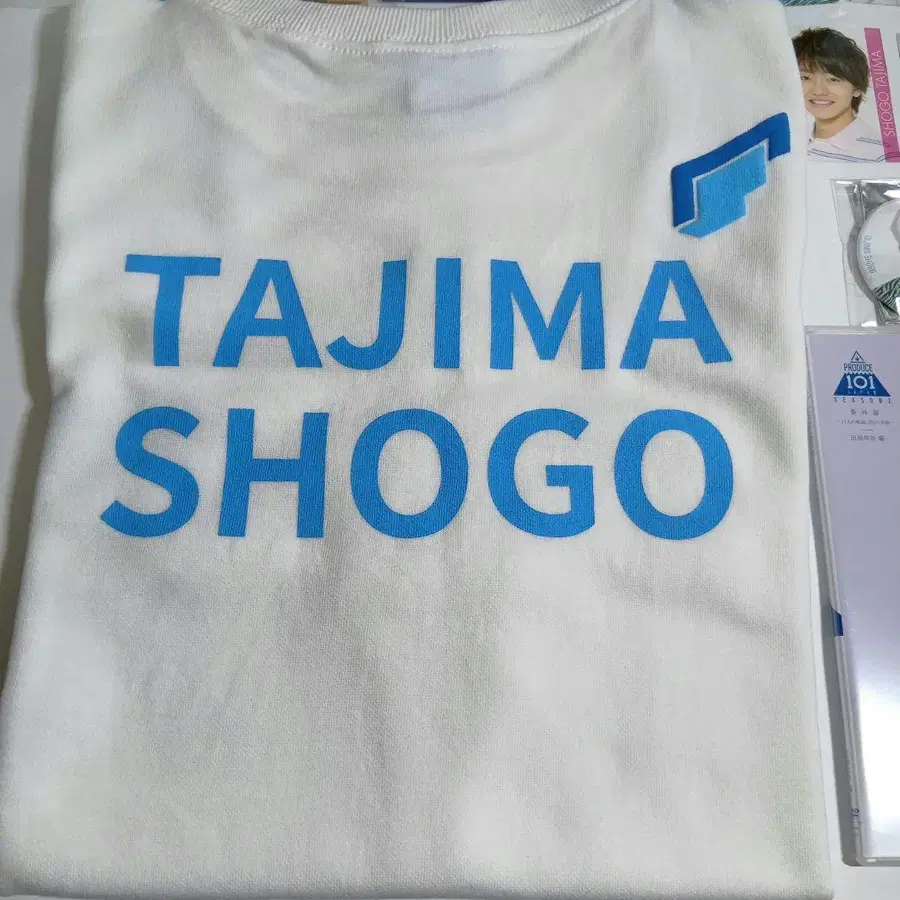 TAJIMA
SHOGO
SHOGO TAJIMA
PRODUCE
101
JAPAN
SEASON2